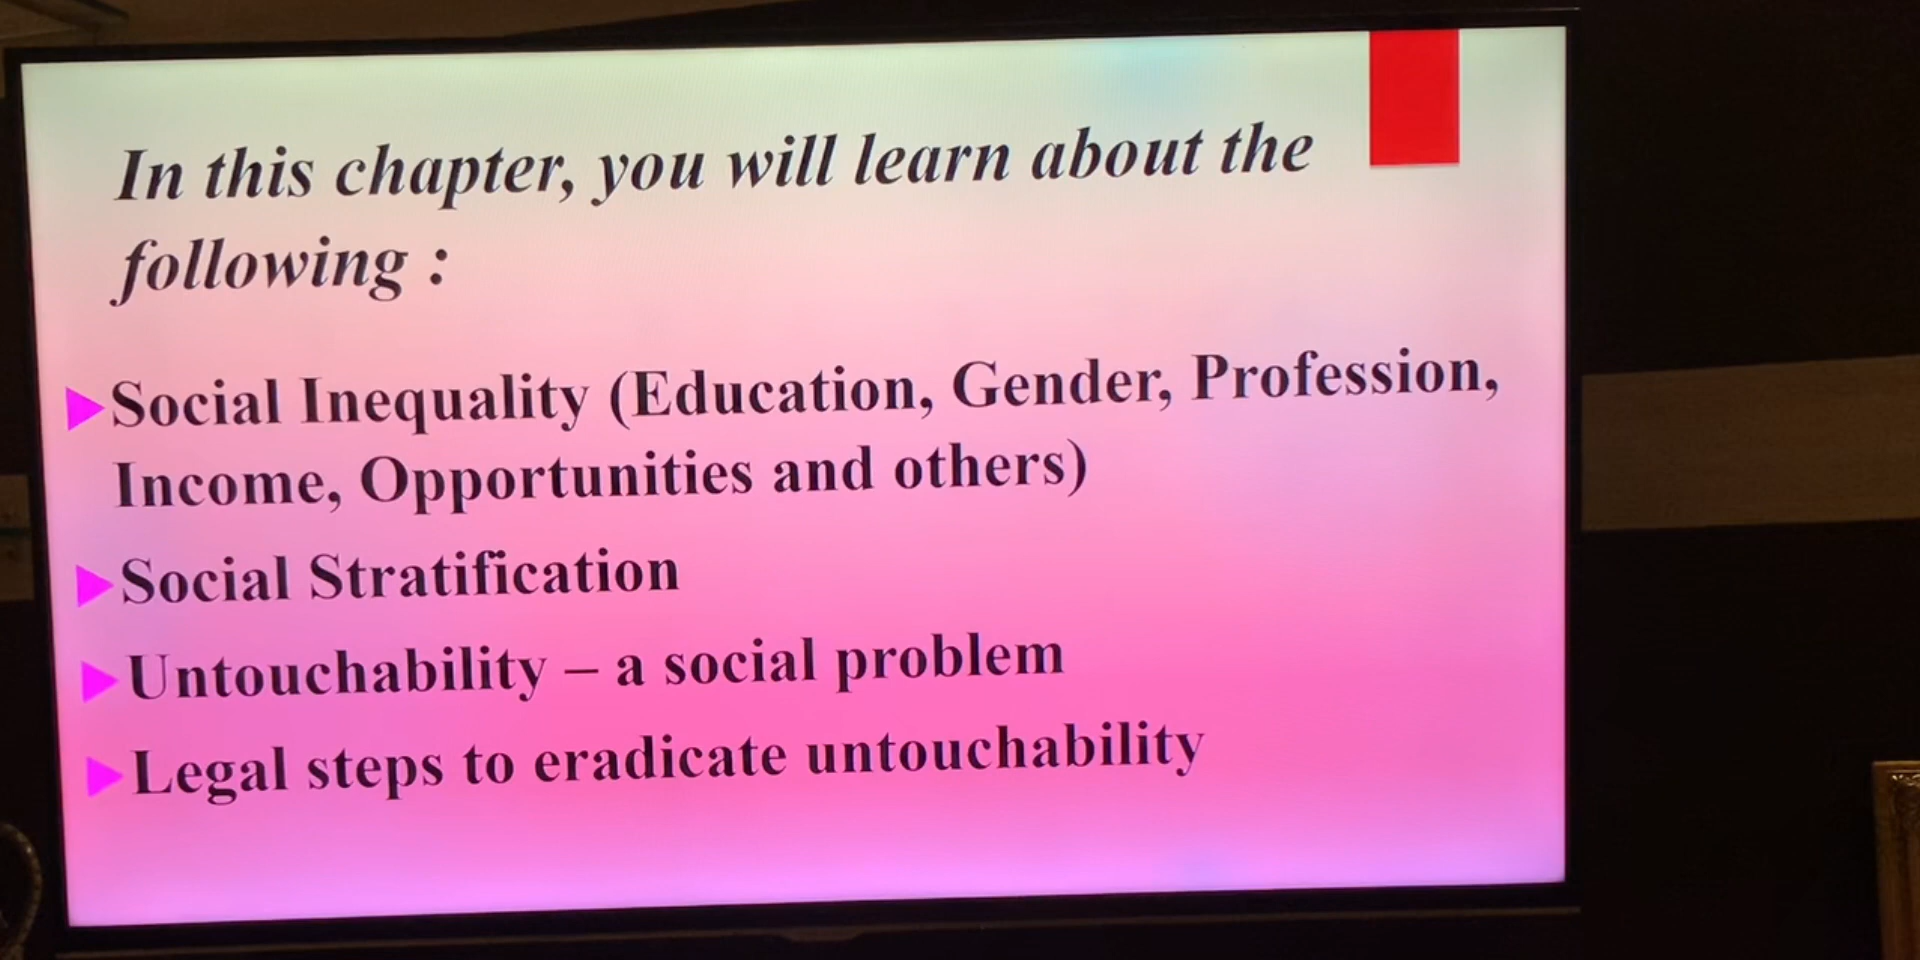 In this chapter, you will learn about the
following :
Social Inequality (Education, Gender, Profession,
Income, Opportunities and others)
Social Stratification
Untouchability – a social problem
Legal steps to eradicate untouchability